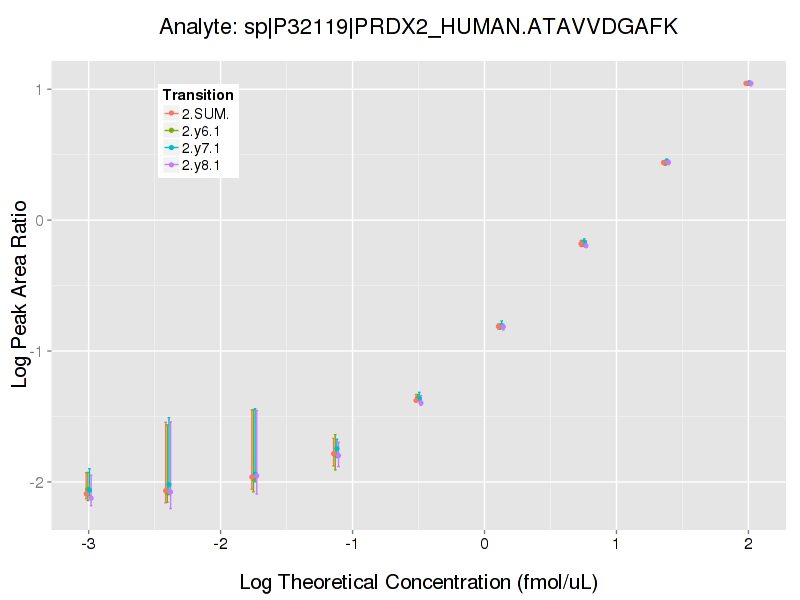 Analyte: sp|P32119|PRDX2_HUMAN.ATAVVDGAFK
Transition
2.SUM.
2.y6.1
2.y7.1
2.y8.1
Log Peak Area Ratio
1
0
-1
-2
-3 -2 -1 0 1 2
Log Theoretical Concentration (fmol/uL)